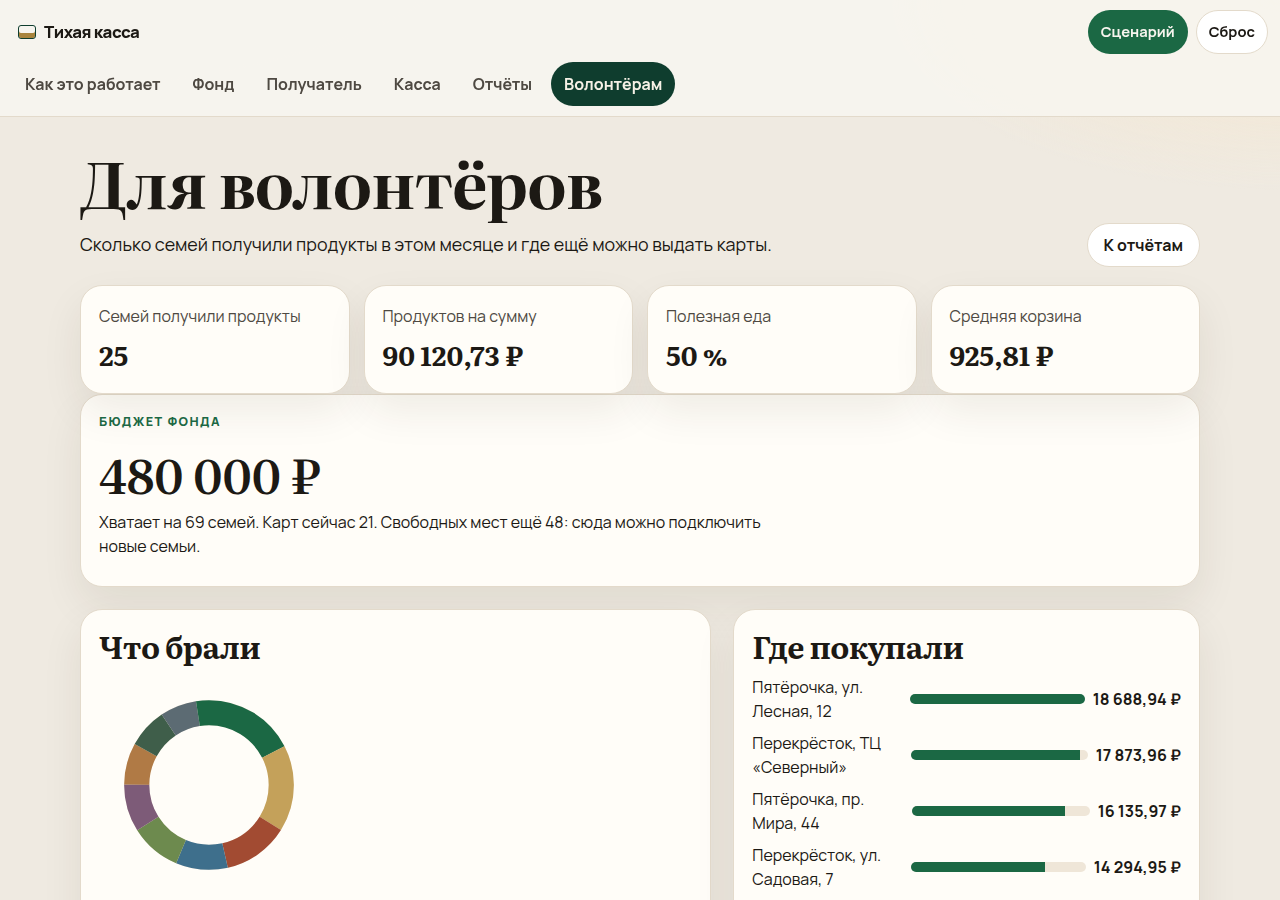 Тихая касса
Сценарий
Сброс
Как это работает
Фонд
Получатель
Касса
Отчёты
Волонтёрам
Для волонтёров
Сколько семей получили продукты в этом месяце и где ещё можно выдать карты.
К отчётам
Семей получили продукты
25
Продуктов на сумму
90 120,73 ₽
Полезная еда
50 %
Средняя корзина
925,81 ₽
БЮДЖЕТ ФОНДА
480 000 ₽
Хватает на 69 семей. Карт сейчас 21. Свободных мест ещё 48: сюда можно подключить
новые семьи.
Что брали
Где покупали
Пятёрочка, ул.
Лесная, 12
18 688,94 ₽
Перекрёсток, ТЦ
«Северный»
17 873,96 ₽
Пятёрочка, пр.
Мира, 44
16 135,97 ₽
Перекрёсток, ул.
Садовая, 7
14 294,95 ₽